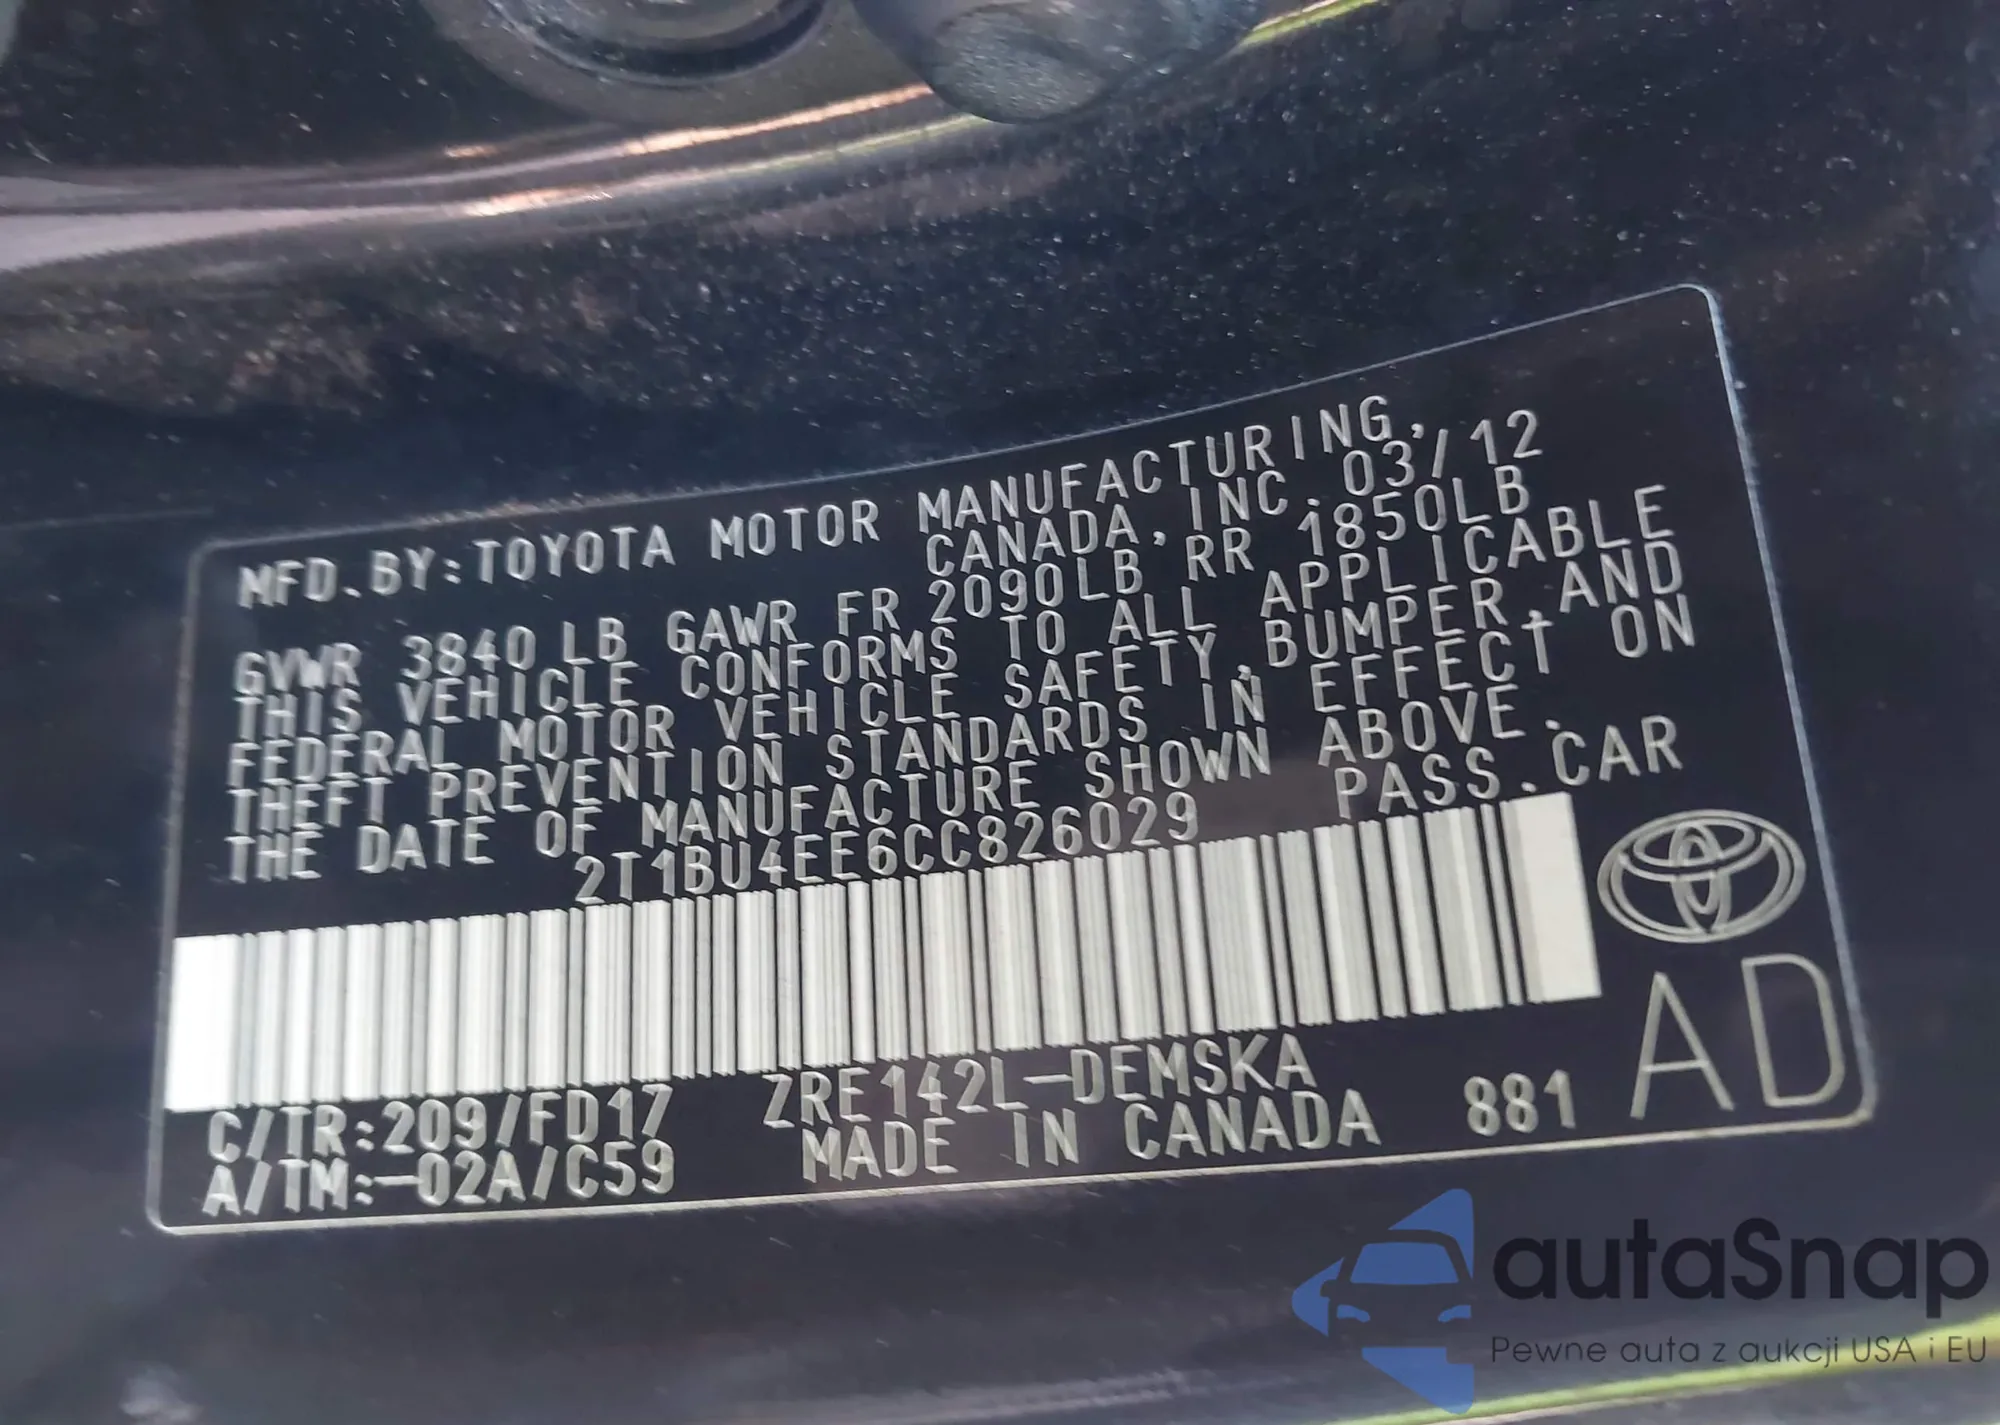 MFD.BY:TOYOTA MOTOR MANUFACTURING,
CANADA, INC. 03/12
GVWR 3840 LB GAWR FR 2090LB RR 1850LB
THIS VEHICLE CONFORMS TO ALL APPLICABLE
FEDERAL MOTOR VEHICLE SAFETY,BUMPER,AND
THEFT PREVENTION STANDARDS IN EFFECT ON
THE DATE OF MANUFACTURE SHOWN ABOVE.
2T1BU4EE6CC826029 PASS.CAR
C/TR:209/FD17 ZRE142L-DEMSKA
A/TM:-02A/C59 MADE IN CANADA 881
AD
autaSnap
Pewne auta z aukcji USA i EU